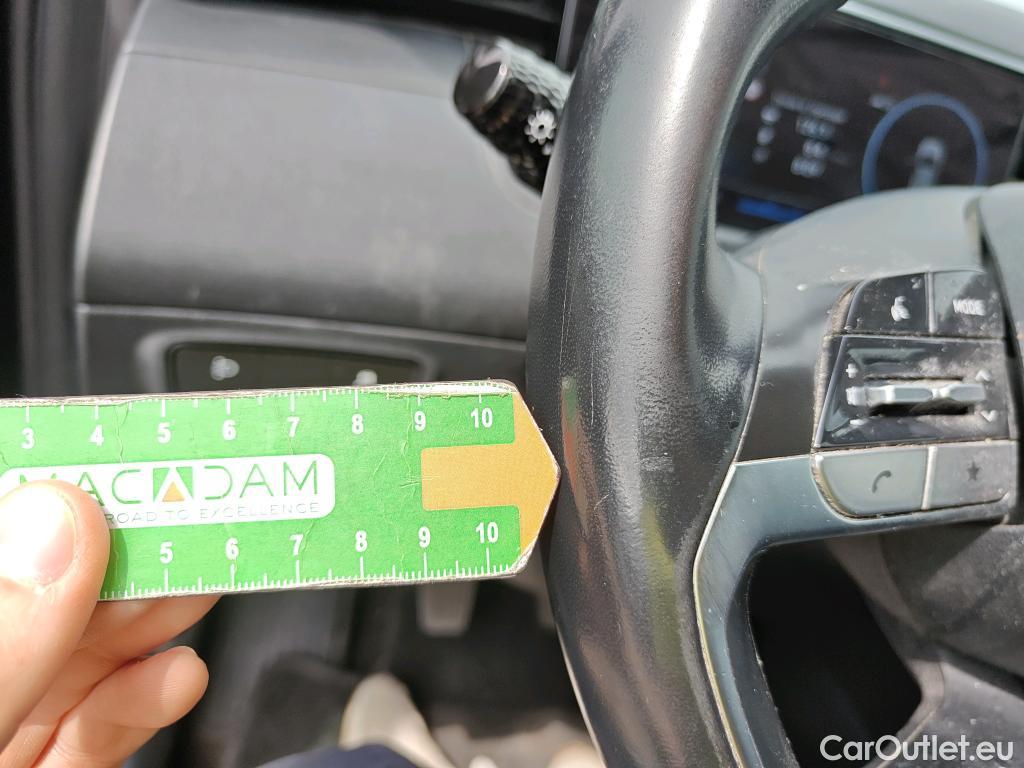 MODE
3 4 5 6 7 8 9 10
MACADAM
ROAD TO EXCELLENCE
5 6 7 8 9 10
CarOutlet.eu